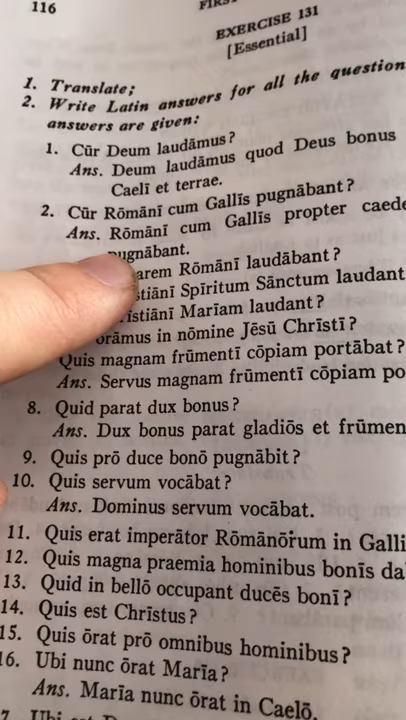 116
EXERCISE 131
[Essential]
1. Translate;
2. Write Latin answers for all the question
answers are given:
1. Cūr Deum laudāmus?
Ans. Deum laudāmus quod Deus bonus
Caelī et terrae.
2. Cūr Rōmānī cum Gallīs pugnābant?
Ans. Rōmānī cum Gallīs propter caede
pugnābant.
arem Rōmānī laudābant?
stiānī Spīritum Sānctum laudant
istiānī Marīam laudant?
ōrāmus in nōmine Jēsū Chrīstī?
Quis magnam frūmentī cōpiam portābat?
Ans. Servus magnam frūmentī cōpiam po
8. Quid parat dux bonus?
Ans. Dux bonus parat gladiōs et frūmen
9. Quis prō duce bonō pugnābit?
10. Quis servum vocābat?
Ans. Dominus servum vocābat.
11. Quis erat imperātor Rōmānōrum in Galli
12. Quis magna praemia hominibus bonīs da
13. Quid in bellō occupant ducēs bonī?
14. Quis est Chrīstus?
15. Quis ōrat prō omnibus hominibus?
16. Ubi nunc ōrat Marīa?
Ans. Marīa nunc ōrat in Caelō.